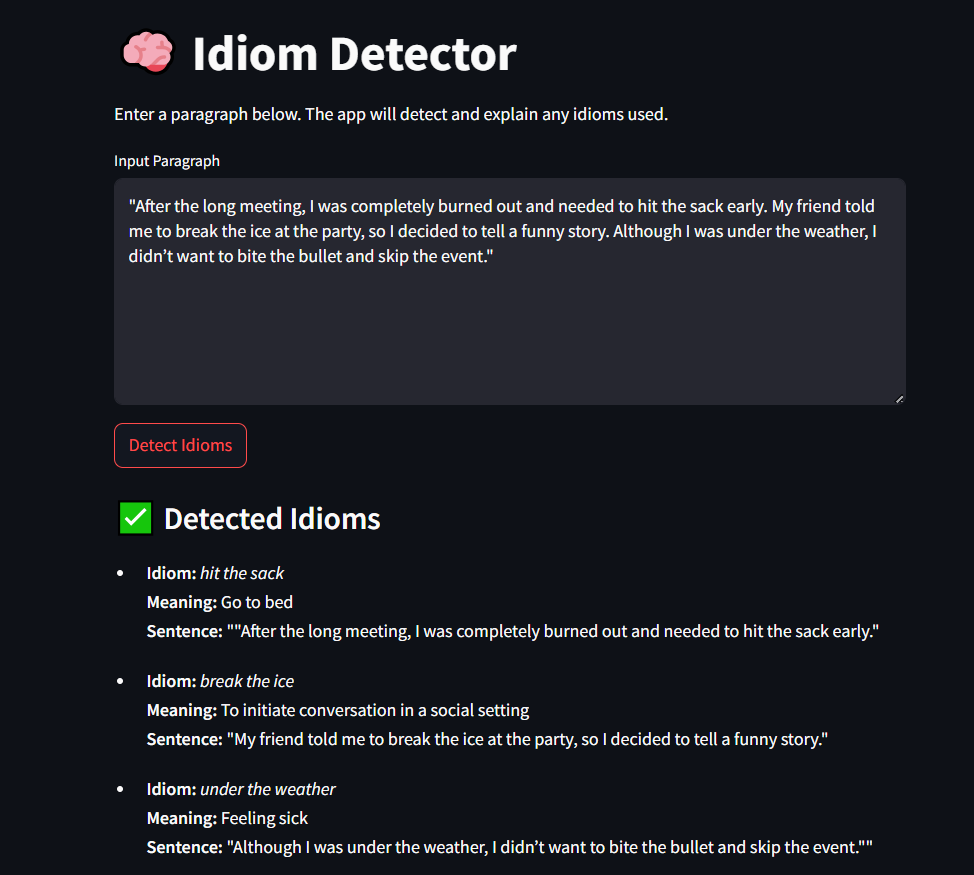 Idiom Detector
Enter a paragraph below. The app will detect and explain any idioms used.
Input Paragraph
"After the long meeting, I was completely burned out and needed to hit the sack early. My friend told
me to break the ice at the party, so I decided to tell a funny story. Although I was under the weather, I
didn’t want to bite the bullet and skip the event."
Detect Idioms
Detected Idioms
Idiom: hit the sack
Meaning: Go to bed
Sentence: ""After the long meeting, I was completely burned out and needed to hit the sack early."
Idiom: break the ice
Meaning: To initiate conversation in a social setting
Sentence: "My friend told me to break the ice at the party, so I decided to tell a funny story."
Idiom: under the weather
Meaning: Feeling sick
Sentence: "Although I was under the weather, I didn’t want to bite the bullet and skip the event.""